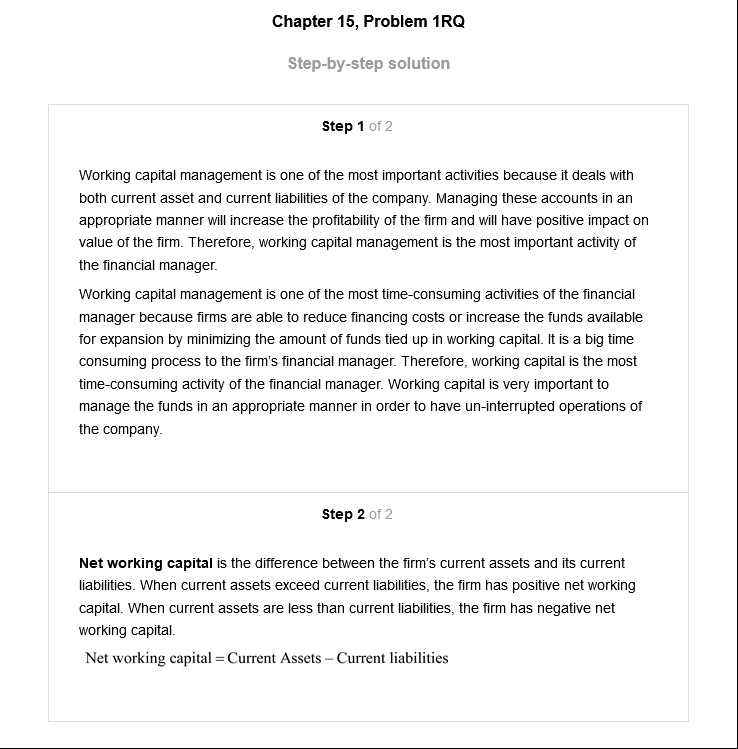 Chapter 15, Problem 1RQ
Step-by-step solution
Step 1 of 2
Working capital management is one of the most important activities because it deals with
both current asset and current liabilities of the company. Managing these accounts in an
appropriate manner will increase the profitability of the firm and will have positive impact on
value of the firm. Therefore, working capital management is the most important activity of
the financial manager.
Working capital management is one of the most time-consuming activities of the financial
manager because firms are able to reduce financing costs or increase the funds available
for expansion by minimizing the amount of funds tied up in working capital. It is a big time
consuming process to the firm's financial manager. Therefore, working capital is the most
time-consuming activity of the financial manager. Working capital is very important to
manage the funds in an appropriate manner in order to have un-interrupted operations of
the company.
Step 2 of 2
Net working capital is the difference between the firm's current assets and its current
liabilities. When current assets exceed current liabilities, the firm has positive net working
capital. When current assets are less than current liabilities, the firm has negative net
working capital.
Net working capital = Current Assets – Current liabilities